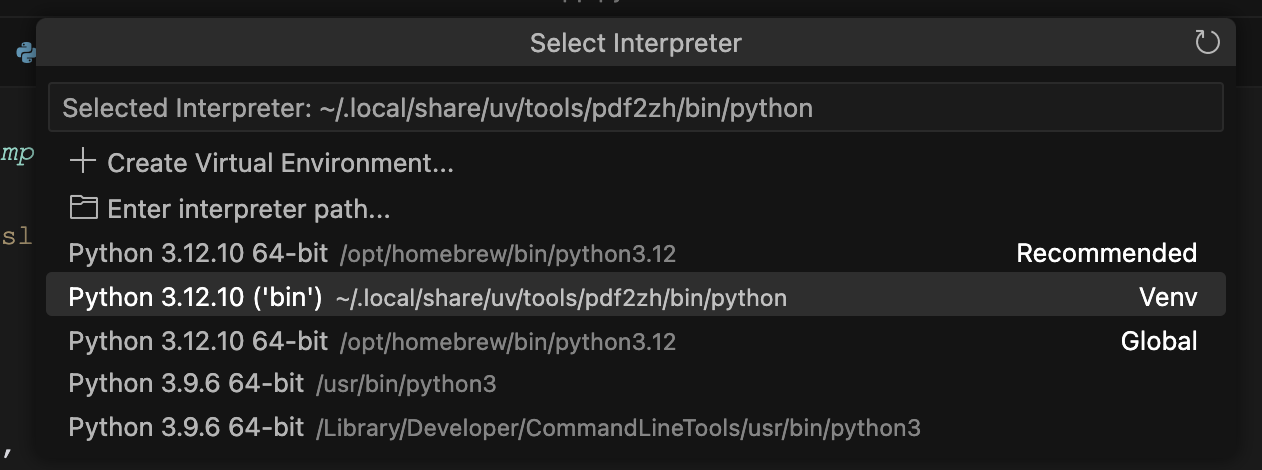 Select Interpreter
Selected Interpreter: ~/.local/share/uv/tools/pdf2zh/bin/python
mp
Create Virtual Environment...
Enter interpreter path...
sl
Python 3.12.10 64-bit /opt/homebrew/bin/python3.12 Recommended
Python 3.12.10 ('bin') ~/.local/share/uv/tools/pdf2zh/bin/python Venv
Python 3.12.10 64-bit /opt/homebrew/bin/python3.12 Global
Python 3.9.6 64-bit /usr/bin/python3
Python 3.9.6 64-bit /Library/Developer/CommandLineTools/usr/bin/python3
,